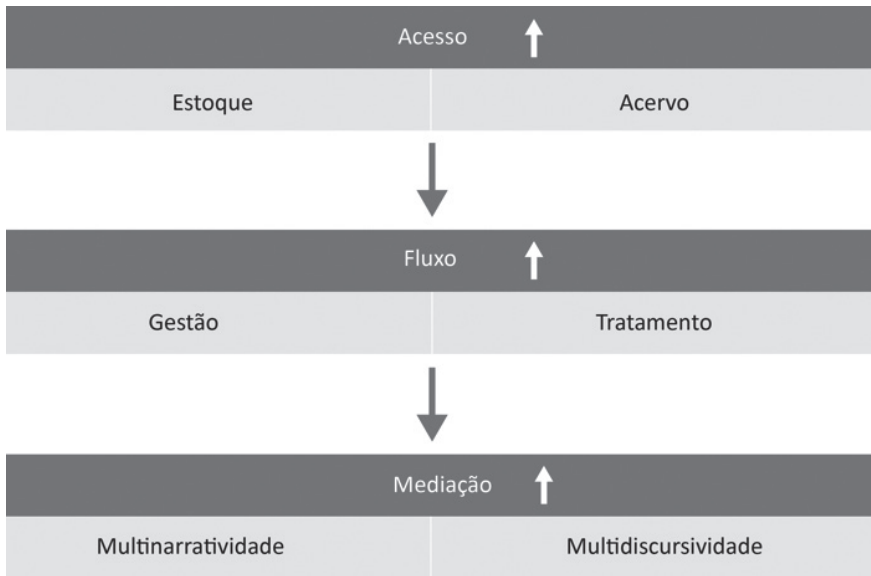 Acesso
Estoque Acervo
Fluxo
Gestão Tratamento
Mediação
Multinarratividade Multidiscursividade